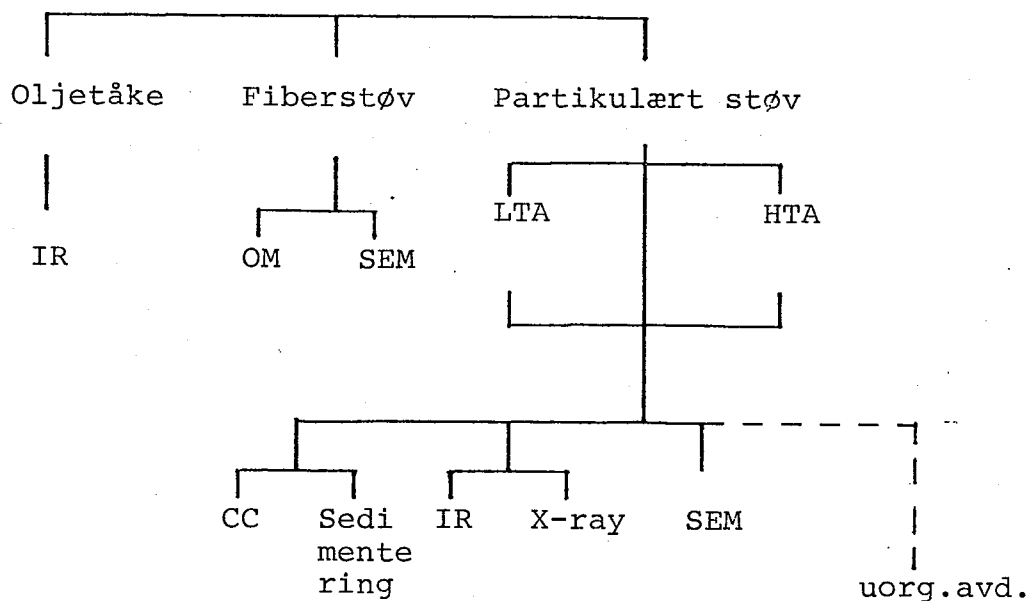 Oljetåke Fiberstøv Partikulært støv
LTA HTA
IR OM SEM
CC Sedi IR X-ray SEM
mente
ring
uorg.avd.